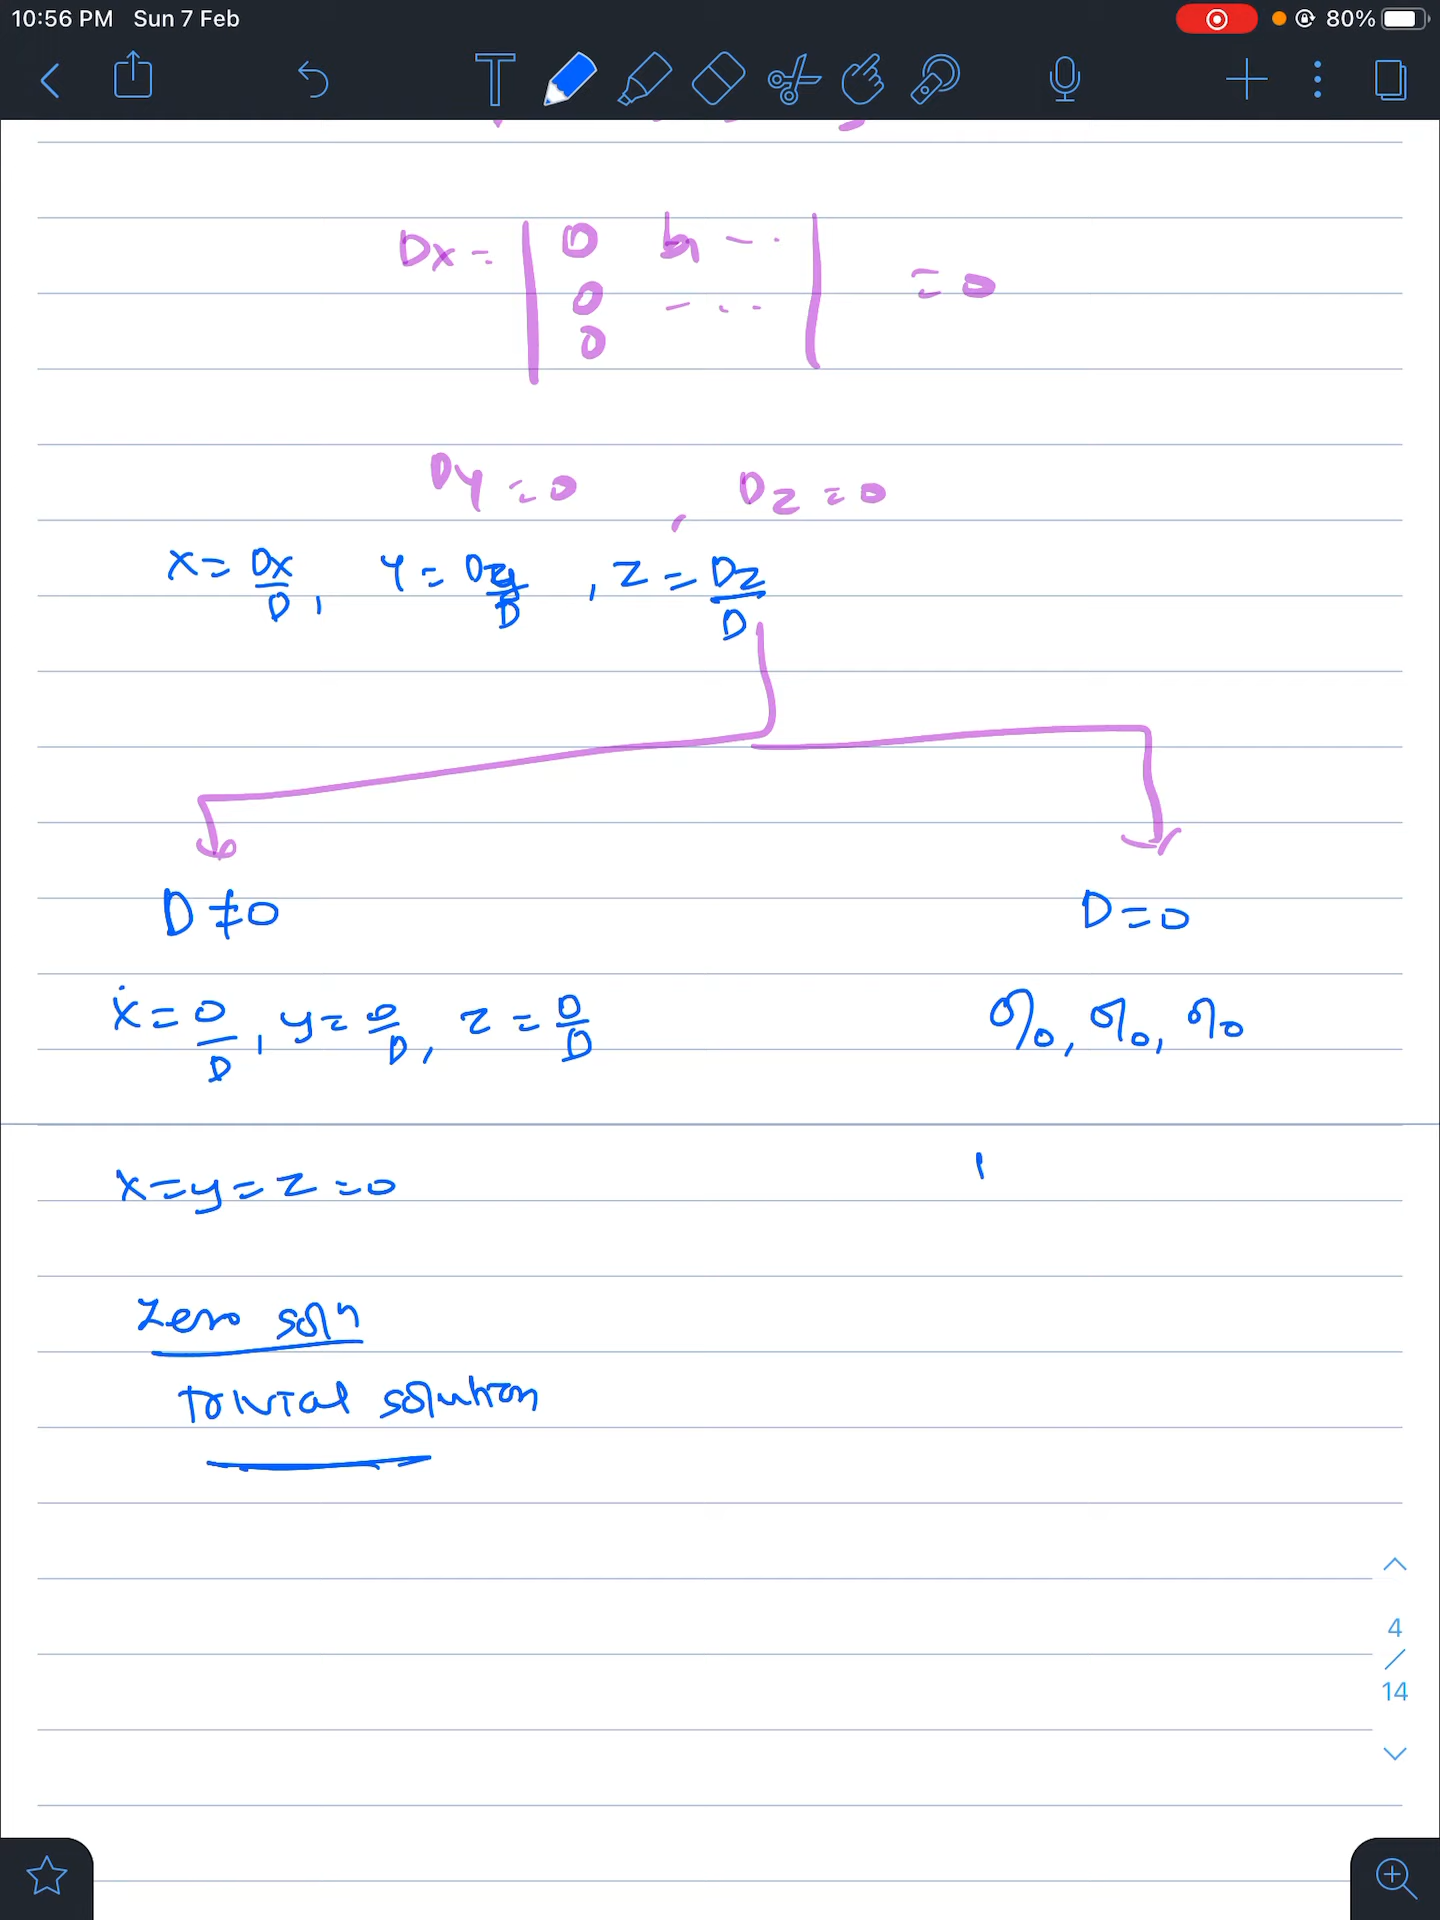 10:56 PM Sun 7 Feb 80%
T
Dx = | 0 b1 - .. |
| 0 - ... | = 0
| 0 |
Dy = 0 , Dz = 0
x = Dx/D, y = Dy/D , z = Dz/D
D ≠ 0 D = 0
x = 0/D, y = 0/D, z = 0/D 0/0, 0/0, 0/0
x = y = z = 0
Zero soln
trivial solution
4
/
14